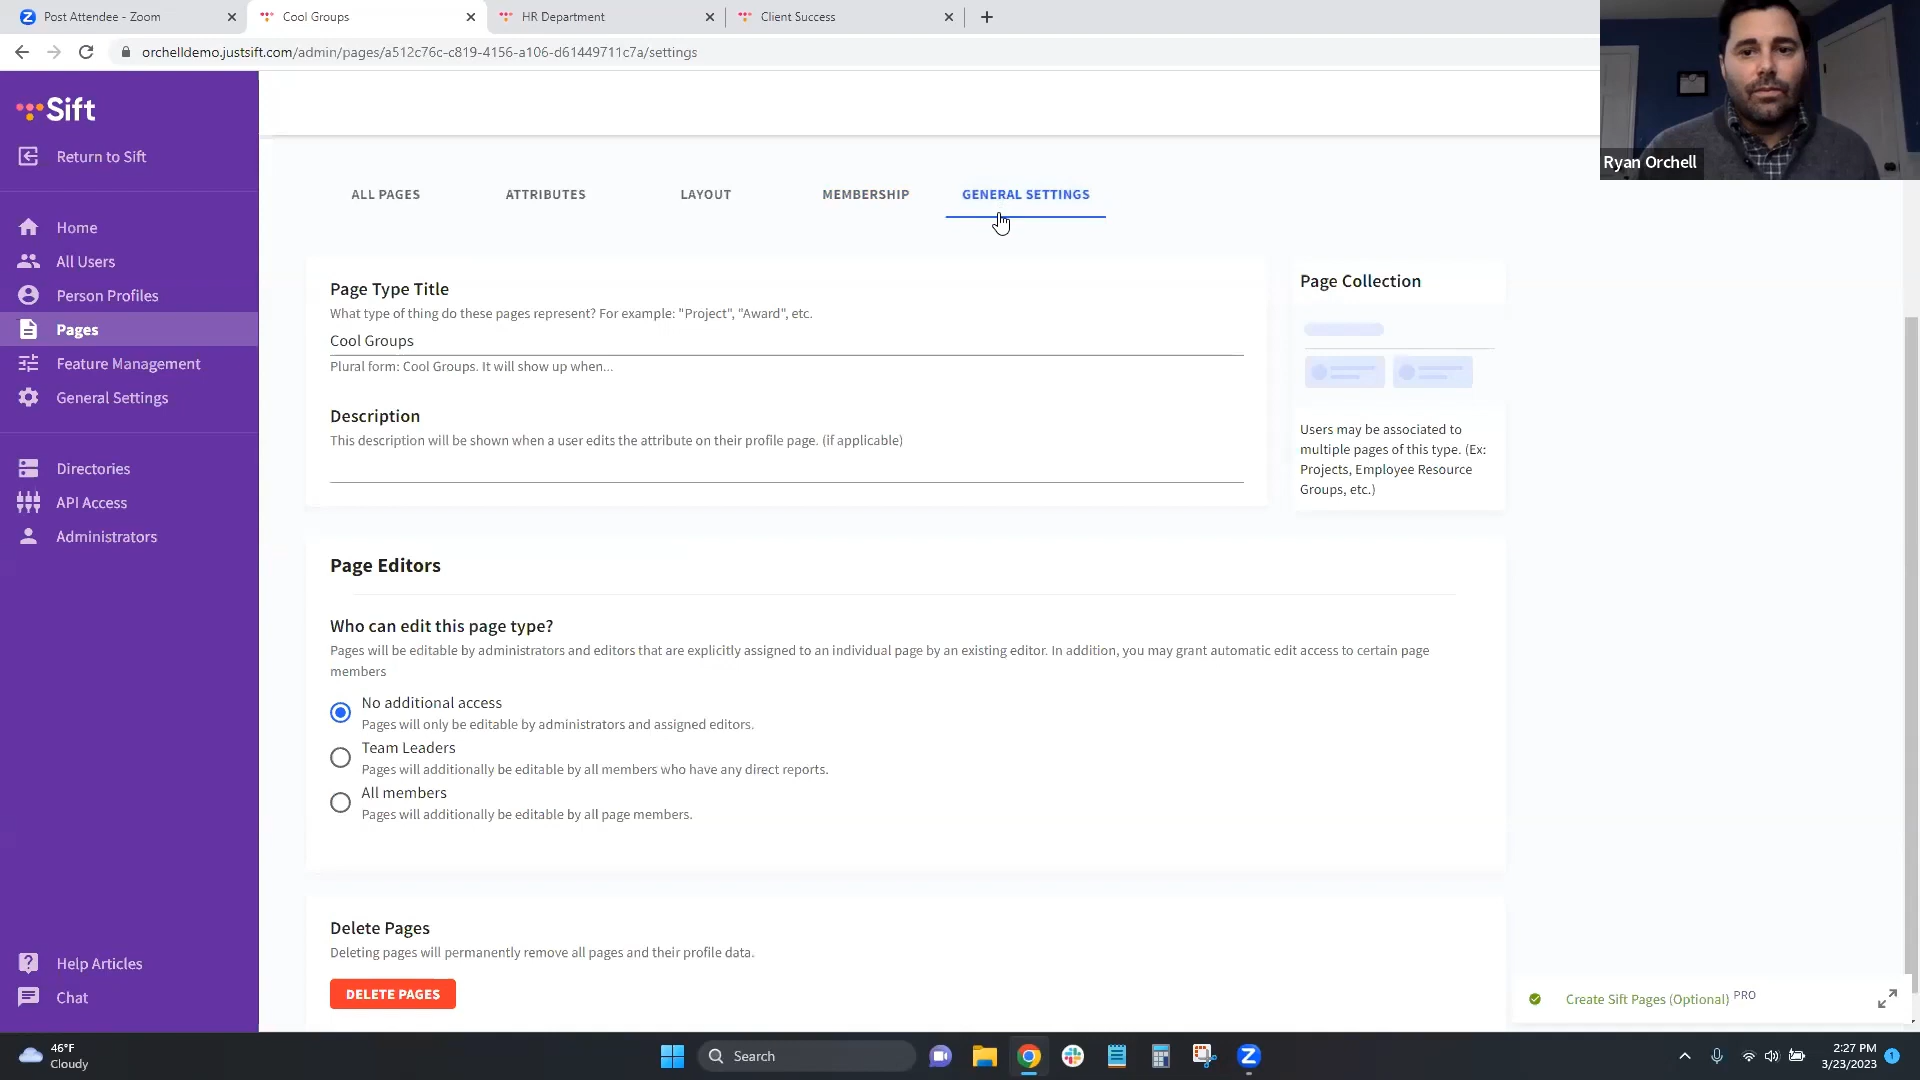 Post Attendee - Zoom
Cool Groups
HR Department
Client Success
orchelldemo.justsift.com/admin/pages/a512c76c-c819-4156-a106-d61449711c7a/settings
Ryan Orchell
Sift
Return to Sift
Home
All Users
Person Profiles
Pages
Feature Management
General Settings
Directories
API Access
Administrators
Help Articles
Chat
ALL PAGES
ATTRIBUTES
LAYOUT
MEMBERSHIP
GENERAL SETTINGS
Page Type Title
What type of thing do these pages represent? For example: "Project", "Award", etc.
Cool Groups
Plural form: Cool Groups. It will show up when...
Description
This description will be shown when a user edits the attribute on their profile page. (if applicable)
Page Collection
Users may be associated to
multiple pages of this type. (Ex:
Projects, Employee Resource
Groups, etc.)
Page Editors
Who can edit this page type?
Pages will be editable by administrators and editors that are explicitly assigned to an individual page by an existing editor. In addition, you may grant automatic edit access to certain page
members
No additional access
Pages will only be editable by administrators and assigned editors.
Team Leaders
Pages will additionally be editable by all members who have any direct reports.
All members
Pages will additionally be editable by all page members.
Delete Pages
Deleting pages will permanently remove all pages and their profile data.
DELETE PAGES
Create Sift Pages (Optional) PRO
46°F
Cloudy
Search
2:27 PM
3/23/2023
1